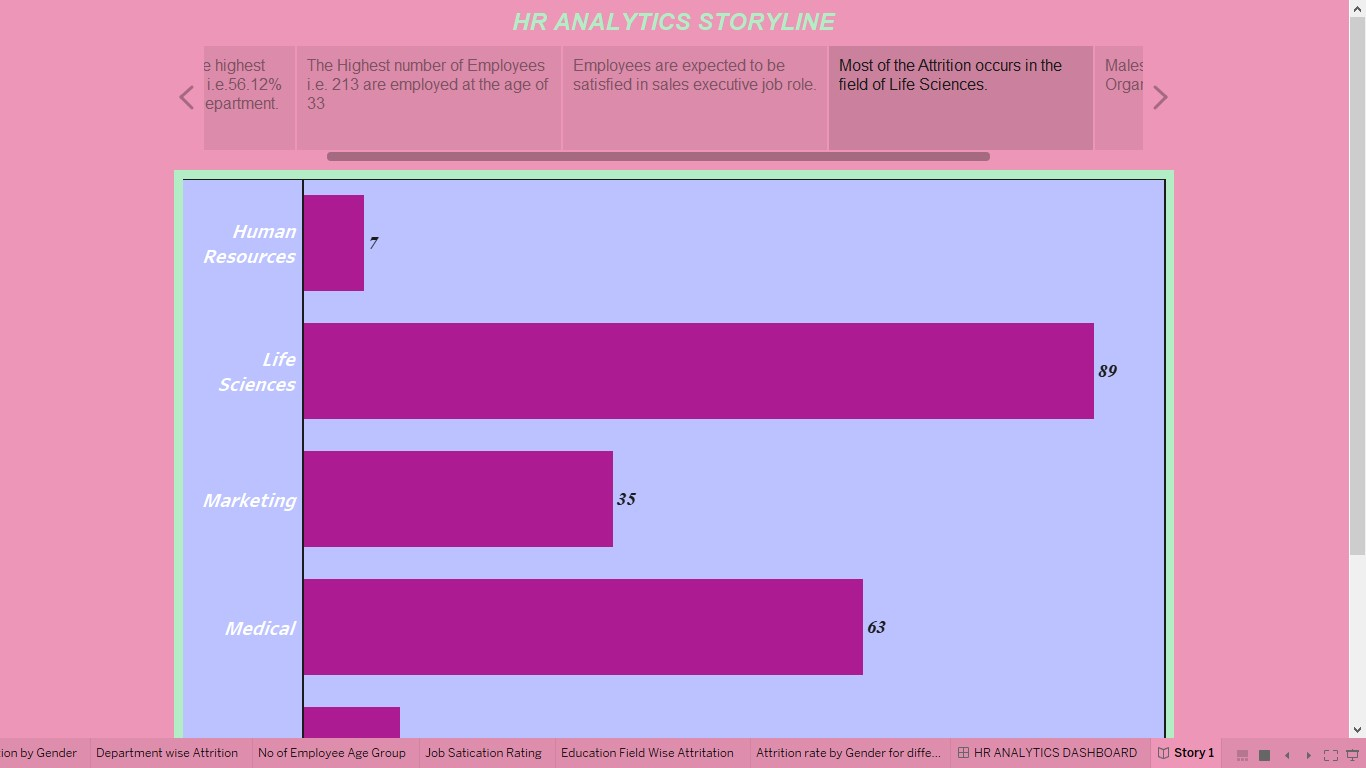 HR ANALYTICS STORYLINE
e highest
i.e.56.12%
epartment.
The Highest number of Employees
i.e. 213 are employed at the age of
33
Employees are expected to be
satisfied in sales executive job role.
Most of the Attrition occurs in the
field of Life Sciences.
Males
Orgar
Human
Resources
7
Life
Sciences
89
Marketing
35
Medical
63
ion by Gender
Department wise Attrition
No of Employee Age Group
Job Satication Rating
Education Field Wise Attritation
Attrition rate by Gender for diffe...
HR ANALYTICS DASHBOARD
Story 1